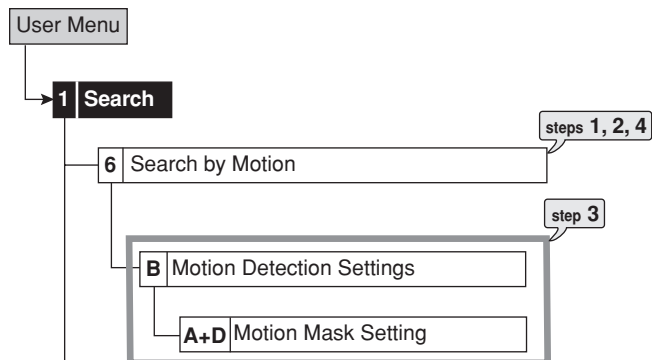 User Menu
1 Search
steps 1, 2, 4
6 Search by Motion
step 3
B Motion Detection Settings
A+D Motion Mask Setting